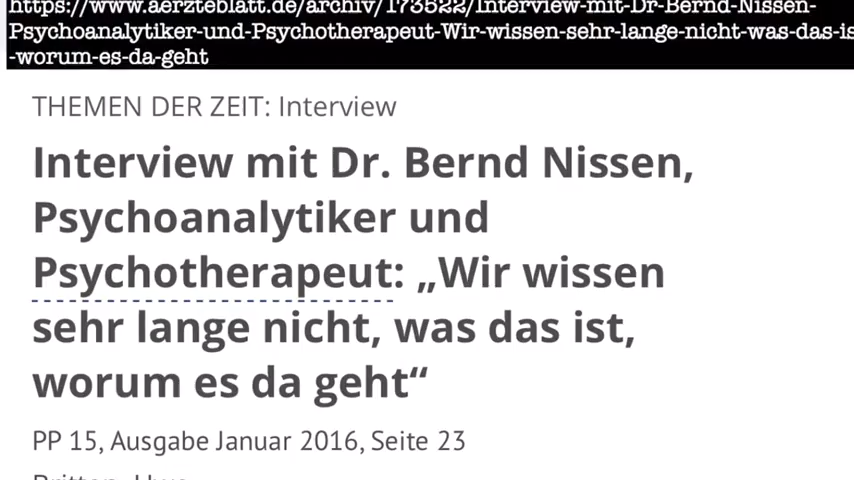 https://www.aerzteblatt.de/archiv/173522/Interview-mit-Dr-Bernd-Nissen-
Psychoanalytiker-und-Psychotherapeut-Wir-wissen-sehr-lange-nicht-was-das-is
-worum-es-da-geht
THEMEN DER ZEIT: Interview
Interview mit Dr. Bernd Nissen,
Psychoanalytiker und
Psychotherapeut: „Wir wissen
sehr lange nicht, was das ist,
worum es da geht“
PP 15, Ausgabe Januar 2016, Seite 23